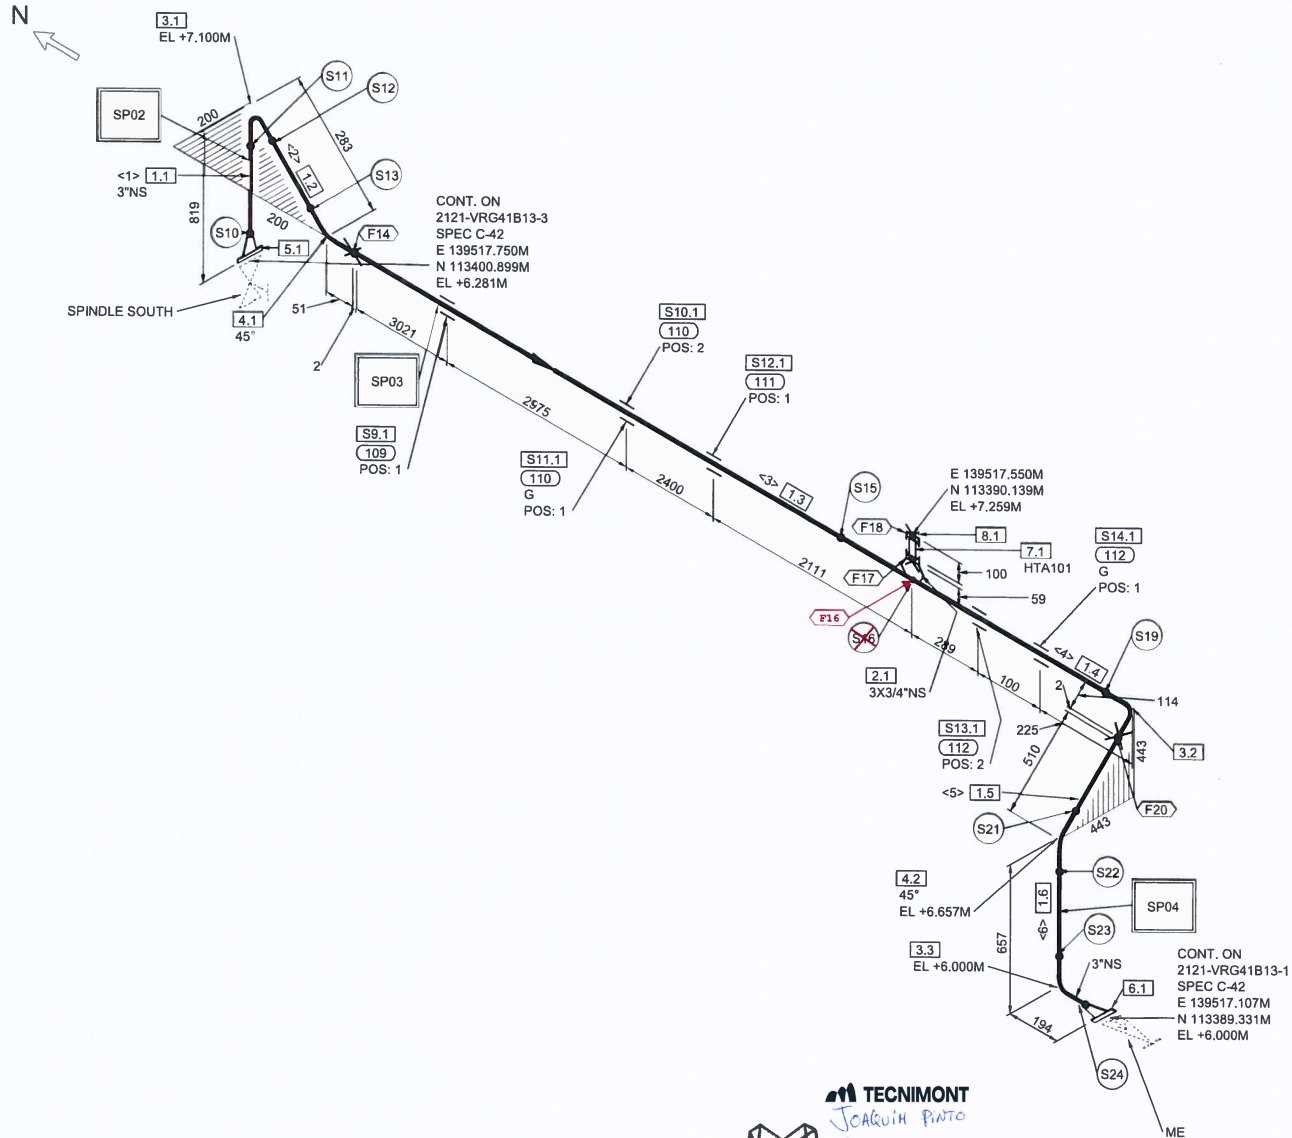 N
3.1
EL +7.100M
S11
S12
SP02
200
283
<2>
1.2
S13
<1> 1.1
3"NS
819
200
S10
5.1
F14
CONT. ON
2121-VRG41B13-3
SPEC C-42
E 139517.750M
N 113400.899M
EL +6.281M
SPINDLE SOUTH
4.1
45°
51
2
3021
SP03
S9.1
109
POS: 1
2975
S10.1
110
POS: 2
S12.1
111
POS: 1
S11.1
110
G
POS: 1
2400
<3> 1.3
S15
E 139517.550M
N 113390.139M
EL +7.259M
F18
8.1
7.1
HTA101
100
59
F17
2111
F16
S16
289
2.1
3X3/4"NS
S14.1
112
G
POS: 1
S19
<4> 1.4
100
2
114
225
S13.1
112
POS: 2
510
443
3.2
<5> 1.5
F20
S21
443
4.2
45°
EL +6.657M
S22
1.6
<6>
SP04
657
S23
3.3
EL +6.000M
3"NS
6.1
CONT. ON
2121-VRG41B13-1
SPEC C-42
E 139517.107M
N 113389.331M
EL +6.000M
194
S24
ME
TECNIMONT
JOAQUIM PINTO